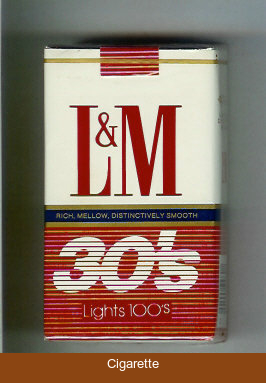 L&M
RICH, MELLOW, DISTINCTIVELY SMOOTH
30's
Lights 100's
Cigarette